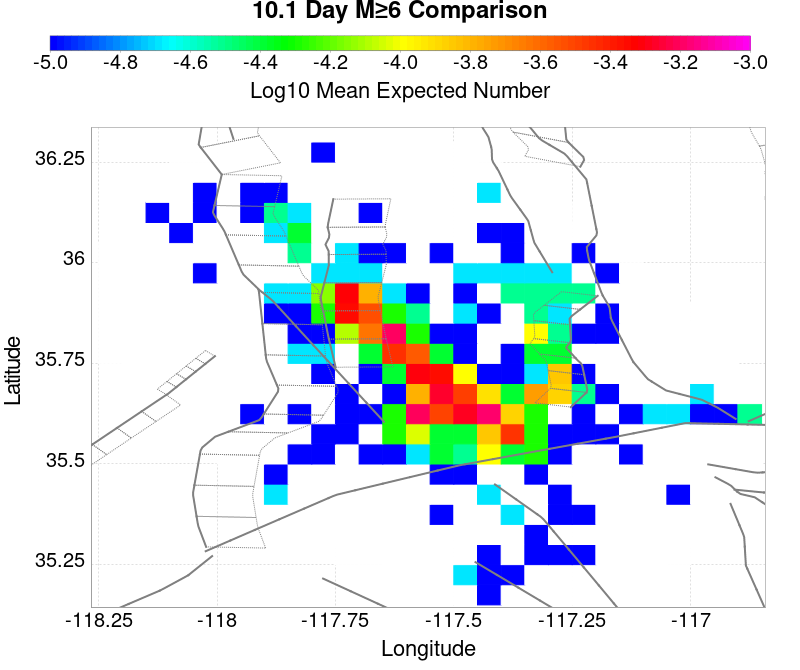 10.1 Day M≥6 Comparison
-5.0 -4.8 -4.6 -4.4 -4.2 -4.0 -3.8 -3.6 -3.4 -3.2 -3.0
Log10 Mean Expected Number
36.25
36
35.75
35.5
35.25
Latitude
-118.25 -118 -117.75 -117.5 -117.25 -117
Longitude